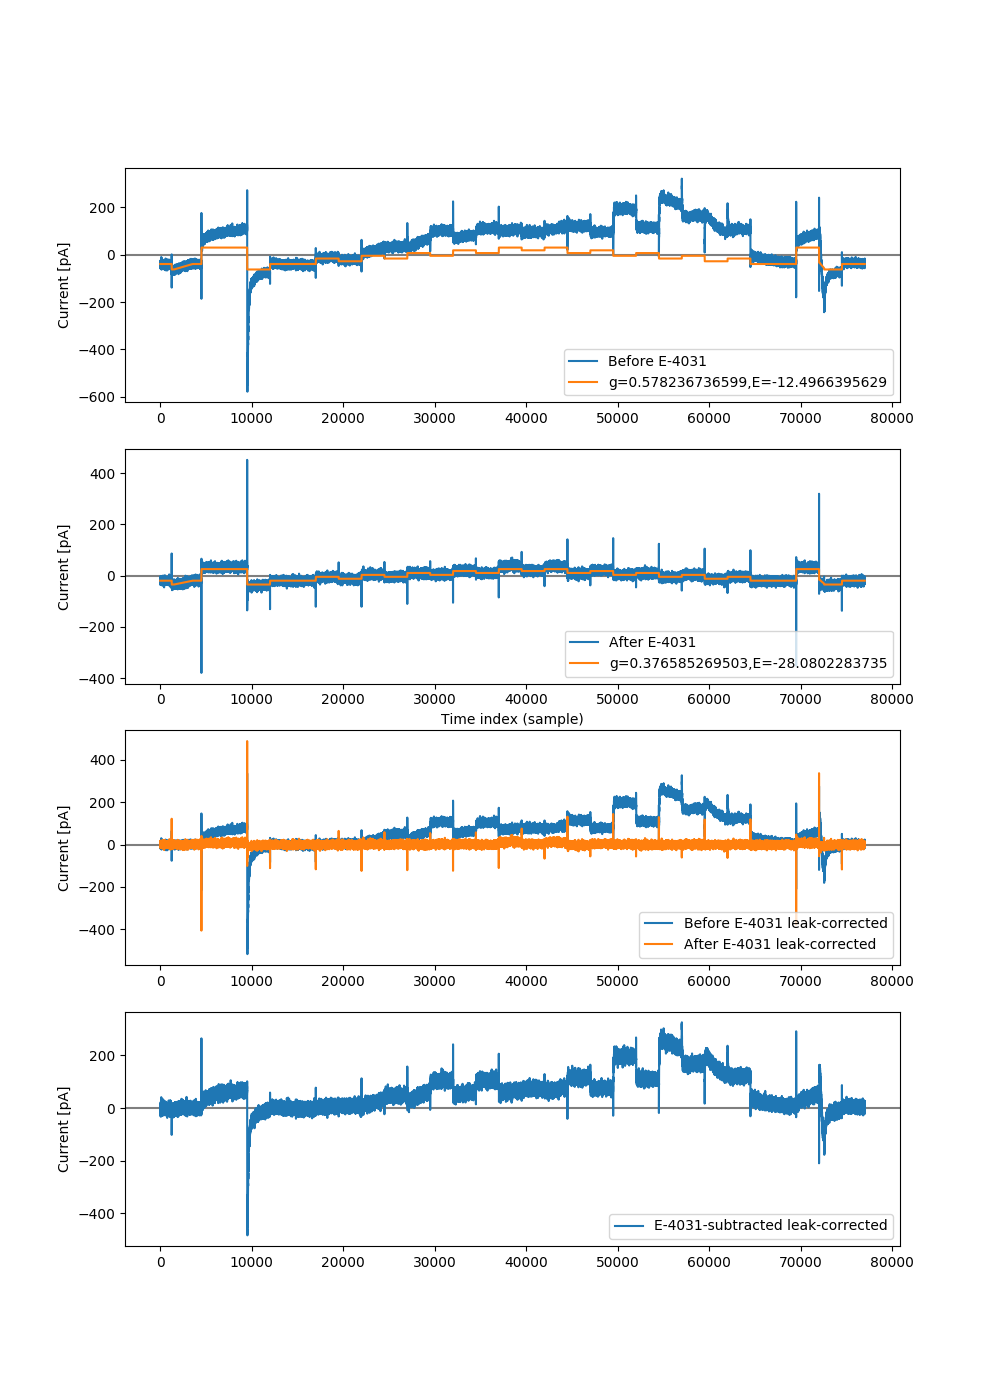 200
0
−200
−400
−600
Current [pA]
Before E-4031
g=0.578236736599,E=-12.4966395629
0 10000 20000 30000 40000 50000 60000 70000 80000
400
200
0
−200
−400
Current [pA]
After E-4031
g=0.376585269503,E=-28.0802283735
0 10000 20000 30000 40000 50000 60000 70000 80000
Time index (sample)
400
200
0
−200
−400
Current [pA]
Before E-4031 leak-corrected
After E-4031 leak-corrected
0 10000 20000 30000 40000 50000 60000 70000 80000
200
0
−200
−400
Current [pA]
E-4031-subtracted leak-corrected
0 10000 20000 30000 40000 50000 60000 70000 80000